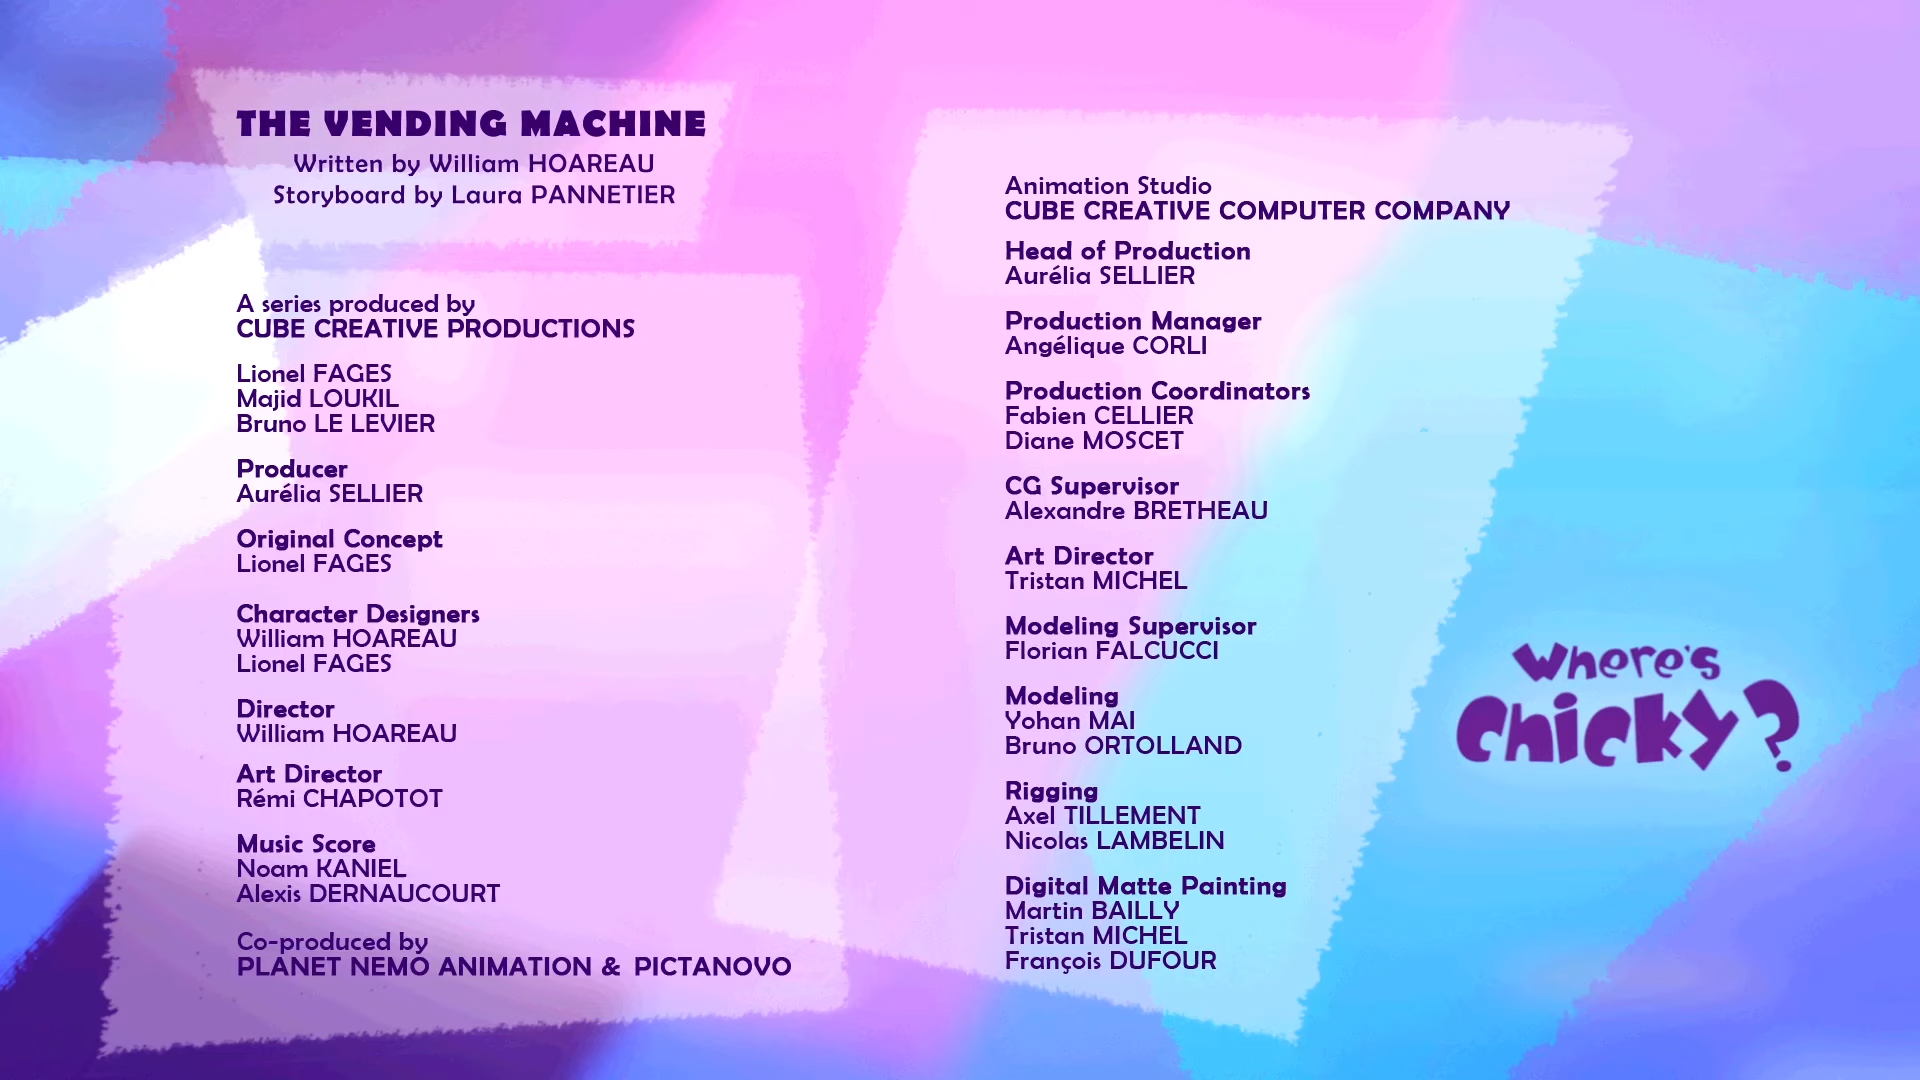 THE VENDING MACHINE
Written by William HOAREAU
Storyboard by Laura PANNETIER
A series produced by
CUBE CREATIVE PRODUCTIONS
Lionel FAGES
Majid LOUKIL
Bruno LE LEVIER
Producer
Aurélia SELLIER
Original Concept
Lionel FAGES
Character Designers
William HOAREAU
Lionel FAGES
Director
William HOAREAU
Art Director
Rémi CHAPOTOT
Music Score
Noam KANIEL
Alexis DERNAUCOURT
Co-produced by
PLANET NEMO ANIMATION & PICTANOVO
Animation Studio
CUBE CREATIVE COMPUTER COMPANY
Head of Production
Aurélia SELLIER
Production Manager
Angélique CORLI
Production Coordinators
Fabien CELLIER
Diane MOSCET
CG Supervisor
Alexandre BRETHEAU
Art Director
Tristan MICHEL
Modeling Supervisor
Florian FALCUCCI
Modeling
Yohan MAI
Bruno ORTOLLAND
Rigging
Axel TILLEMENT
Nicolas LAMBELIN
Digital Matte Painting
Martin BAILLY
Tristan MICHEL
François DUFOUR
Where's
Chicky?